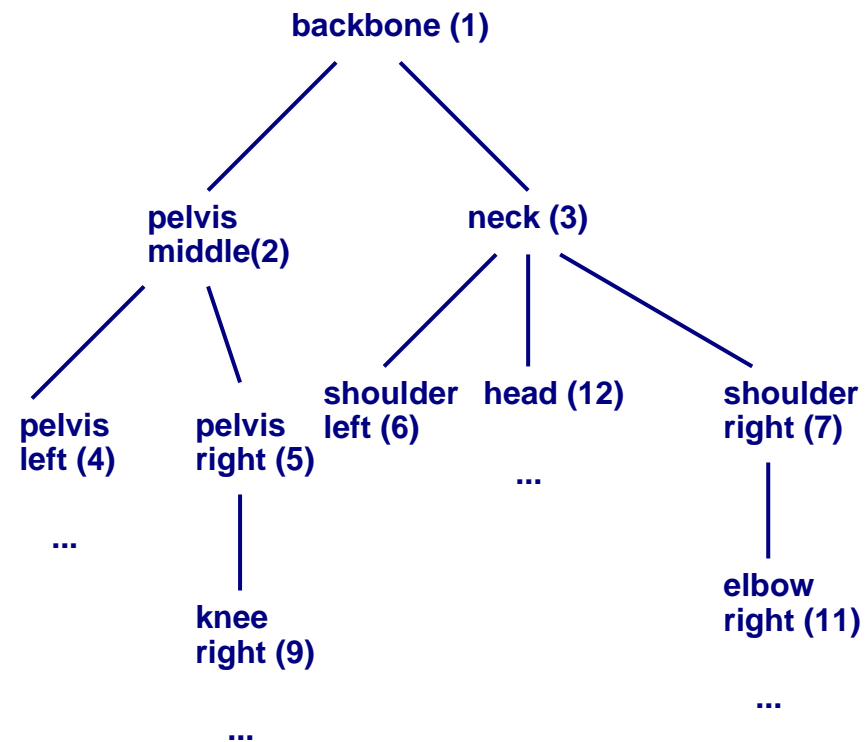 backbone (1)
pelvis
middle(2)
neck (3)
pelvis
left (4)
...
pelvis
right (5)
shoulder
left (6)
head (12)
...
shoulder
right (7)
knee
right (9)
...
elbow
right (11)
...